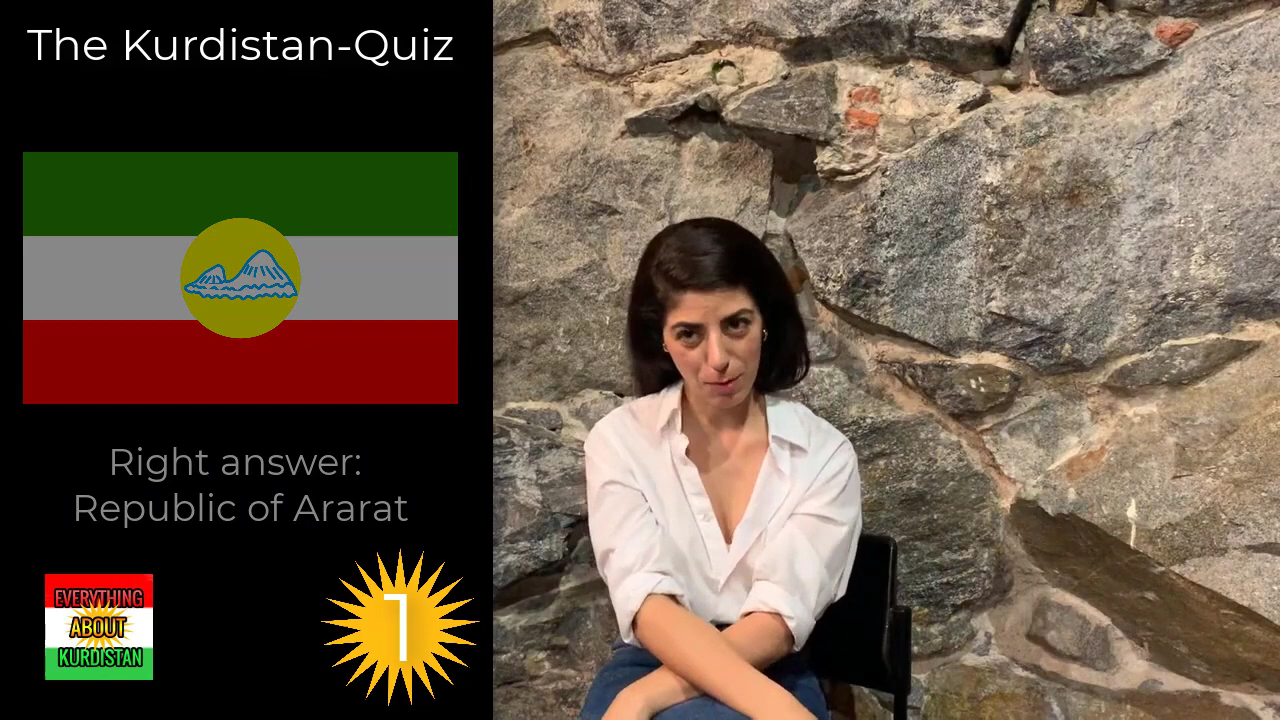 The Kurdistan-Quiz
Right answer:
Republic of Ararat
EVERYTHING
ABOUT
KURDISTAN
1